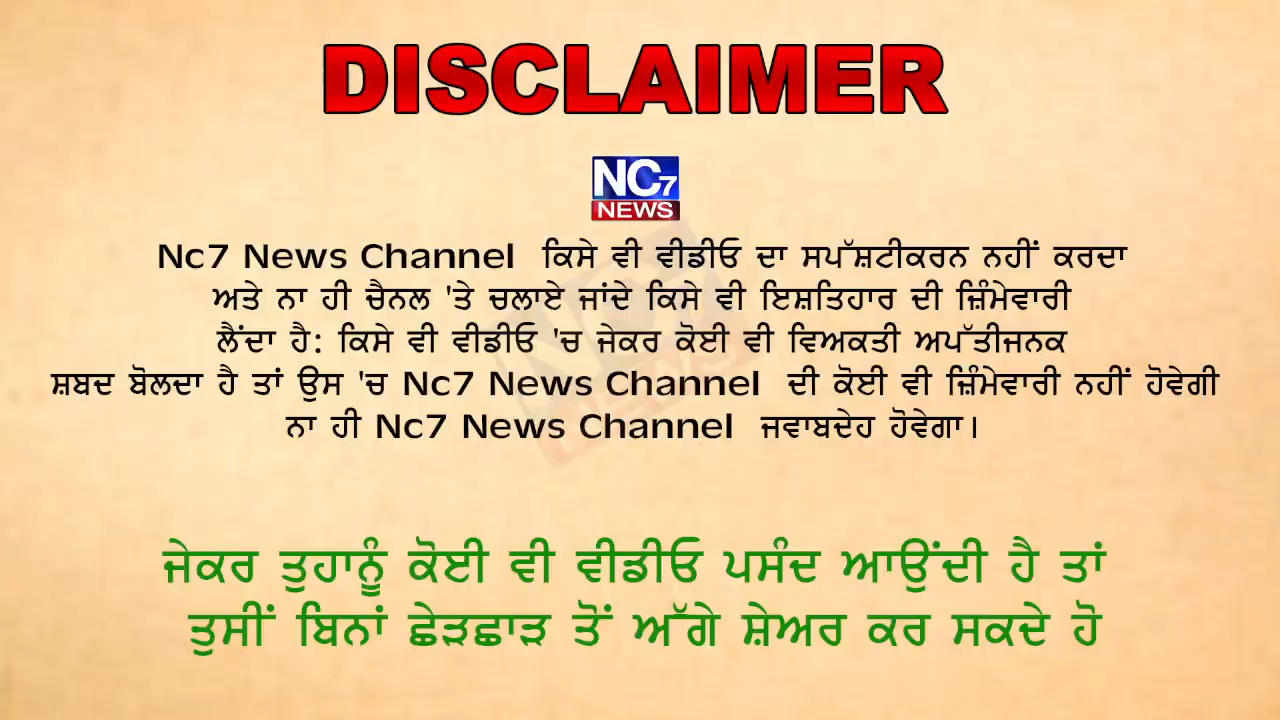 DISCLAIMER
NC7
NEWS
Nc7 News Channel ਕਿਸੇ ਵੀ ਵੀਡੀਓ ਦਾ ਸਪੱਸ਼ਟੀਕਰਨ ਨਹੀਂ ਕਰਦਾ
ਅਤੇ ਨਾ ਹੀ ਚੈਨਲ 'ਤੇ ਚਲਾਏ ਜਾਂਦੇ ਕਿਸੇ ਵੀ ਇਸ਼ਤਿਹਾਰ ਦੀ ਜ਼ਿੰਮੇਵਾਰੀ
ਲੈਂਦਾ ਹੈ: ਕਿਸੇ ਵੀ ਵੀਡੀਓ 'ਚ ਜੇਕਰ ਕੋਈ ਵੀ ਵਿਅਕਤੀ ਅਪੱਤੀਜਨਕ
ਸ਼ਬਦ ਬੋਲਦਾ ਹੈ ਤਾਂ ਉਸ 'ਚ Nc7 News Channel ਦੀ ਕੋਈ ਵੀ ਜ਼ਿੰਮੇਵਾਰੀ ਨਹੀਂ ਹੋਵੇਗੀ
ਨਾ ਹੀ Nc7 News Channel ਜਵਾਬਦੇਹ ਹੋਵੇਗਾ।
ਜੇਕਰ ਤੁਹਾਨੂੰ ਕੋਈ ਵੀ ਵੀਡੀਓ ਪਸੰਦ ਆਉਂਦੀ ਹੈ ਤਾਂ
ਤੁਸੀਂ ਬਿਨਾਂ ਛੇੜਛਾੜ ਤੋਂ ਅੱਗੇ ਸ਼ੇਅਰ ਕਰ ਸਕਦੇ ਹੋ